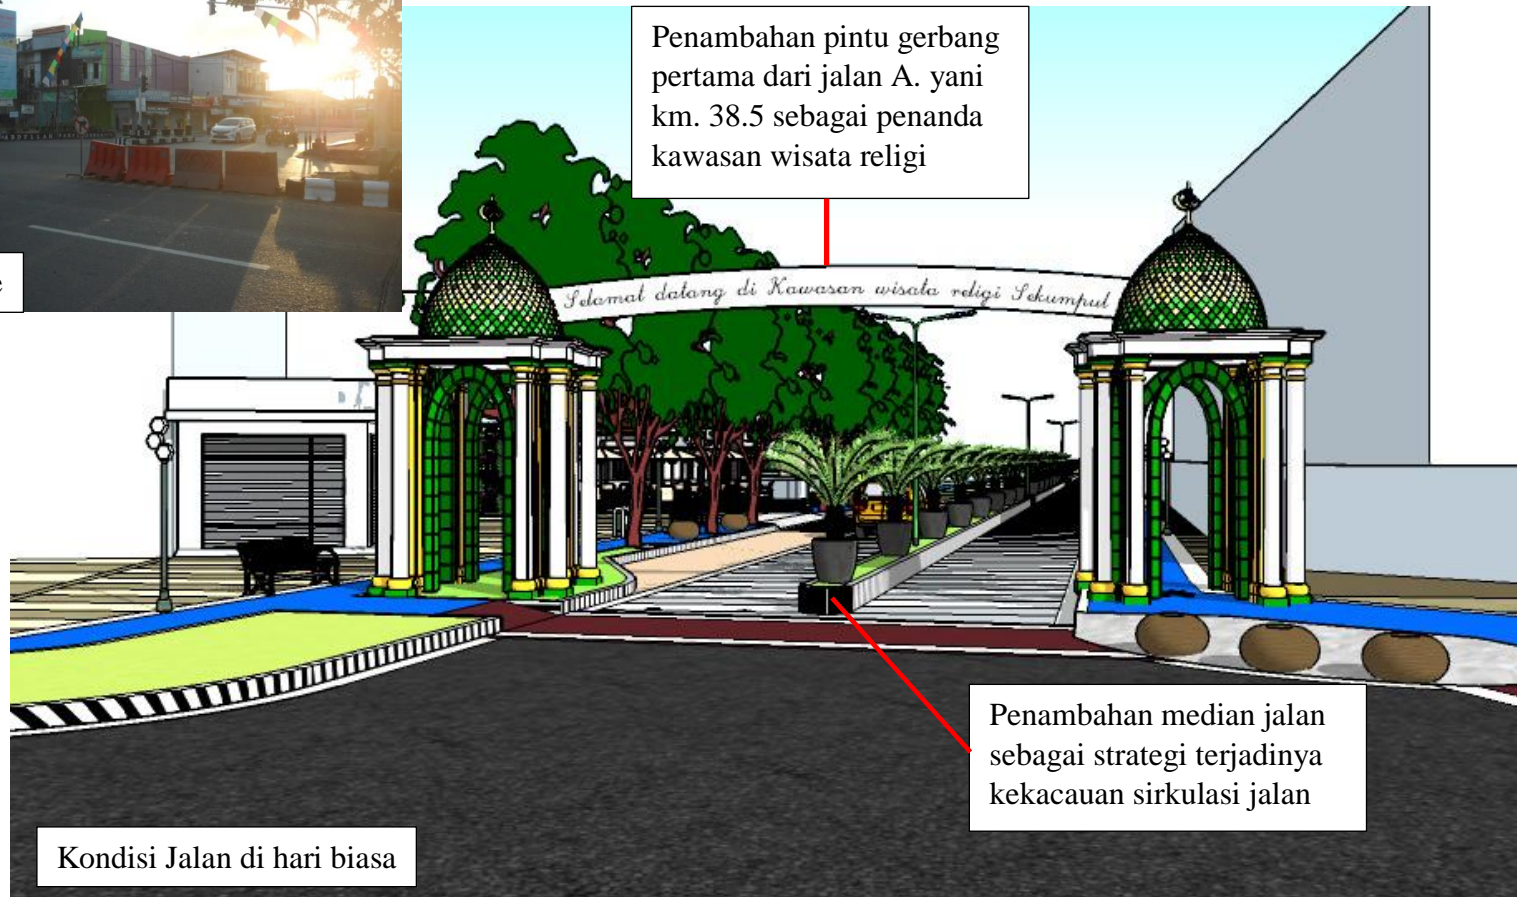 Penambahan pintu gerbang
pertama dari jalan A. yani
km. 38.5 sebagai penanda
kawasan wisata religi
Selamat datang di Kawasan wisata religi Sekumpul
Penambahan median jalan
sebagai strategi terjadinya
kekacauan sirkulasi jalan
Kondisi Jalan di hari biasa